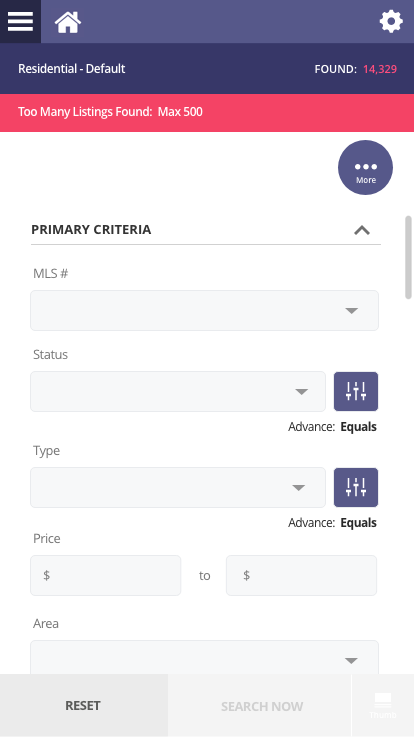 Residential - Default
FOUND: 14,329
Too Many Listings Found: Max 500
More
PRIMARY CRITERIA
MLS #
Status
Advance: Equals
Type
Advance: Equals
Price
$ to $
Area
RESET
SEARCH NOW